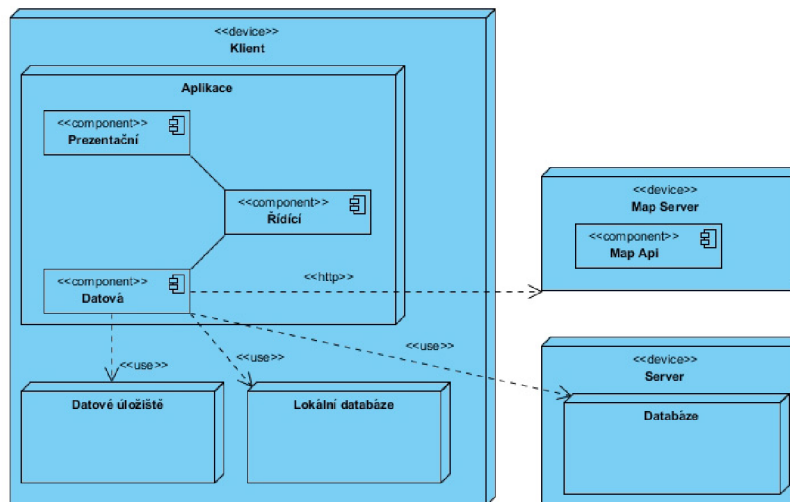 <<device>>
Klient
Aplikace
<<component>>
Prezentační
<<component>>
Řídící
<<component>>
Datová
<<http>>
<<device>>
Map Server
<<component>>
Map Api
<<use>>
<<use>>
<<use>>
Datové úložiště
Lokální databáze
<<device>>
Server
Databáze